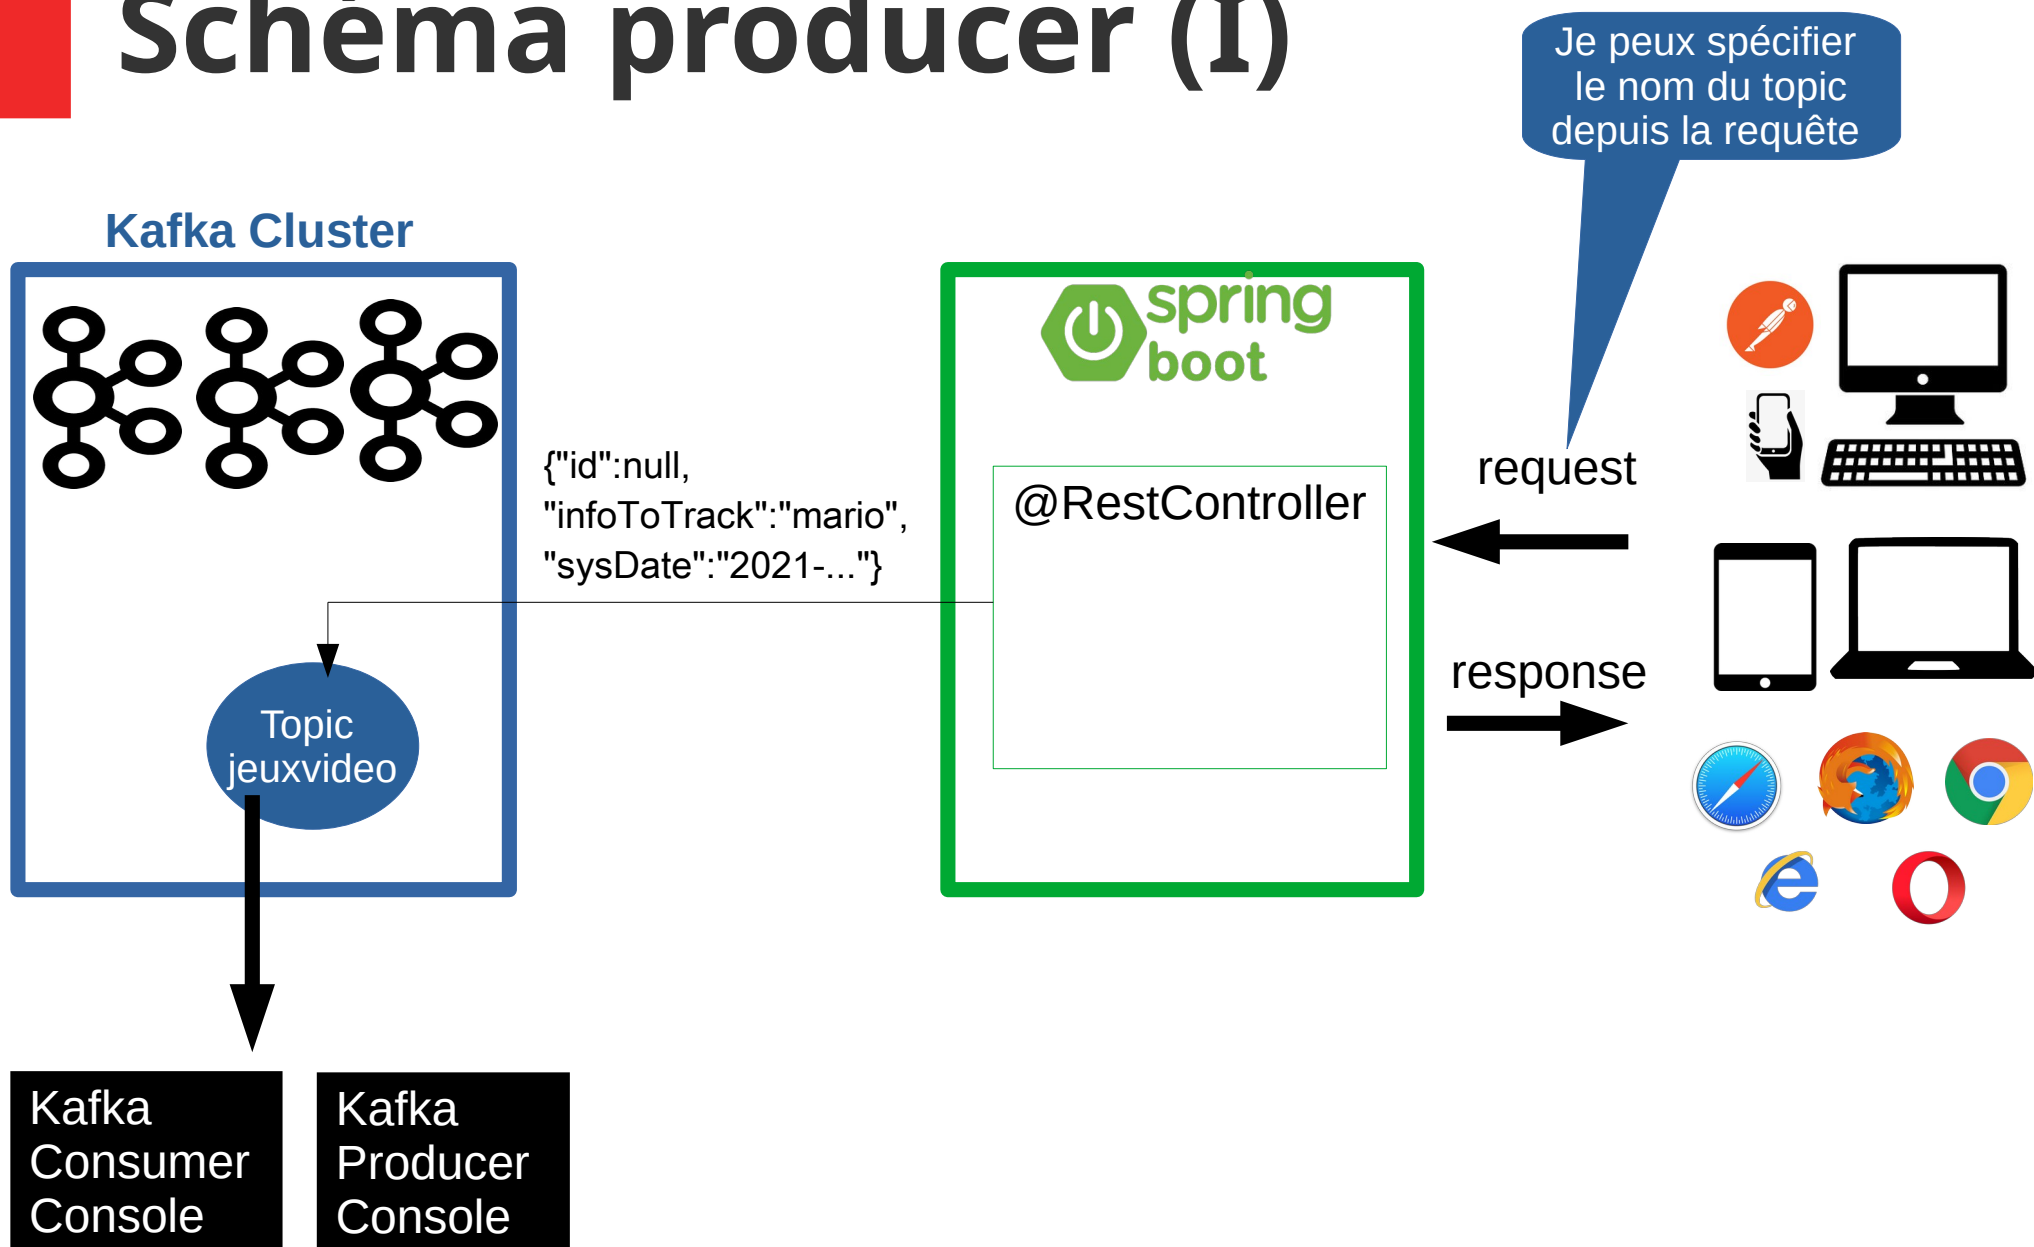 Schéma producer (I)
Je peux spécifier
le nom du topic
depuis la requête
Kafka Cluster
spring
boot
{"id":null,
"infoToTrack":"mario",
"sysDate":"2021-..."}
@RestController
request
response
Topic
jeuxvideo
Kafka
Consumer
Console
Kafka
Producer
Console